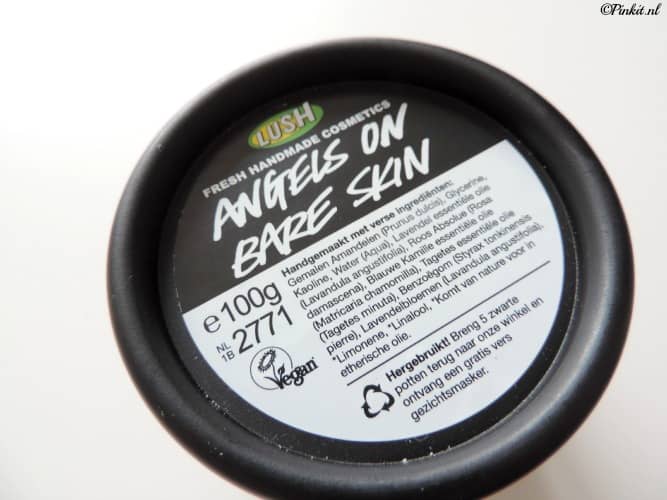 ©Pinkit.nl
LUSH
FRESH HANDMADE COSMETICS
ANGELS ON
BARE SKIN
Handgemaakt met verse ingrediënten:
Gemalen Amandelen (Prunus dulcis), Glycerine,
Kaoline, Water (Aqua), Lavendel essentiële olie
(Lavandula angustifolia), Roos Absolue (Rosa
damascena), Blauwe Kamille essentiële olie
(Matricaria chamomilla), Tagetes essentiële olie
(Tagetes minuta), Benzoëgom (Styrax tonkinensis
pierre), Lavendelbloemen (Lavandula angustifolia),
*Limonene, *Linalool, *Komt van nature voor in
etherische olie.
e 100g
NL
1B
2771
Vegan
Hergebruikt! Breng 5 zwarte
potten terug naar onze winkel en
ontvang een gratis vers
gezichtsmasker.